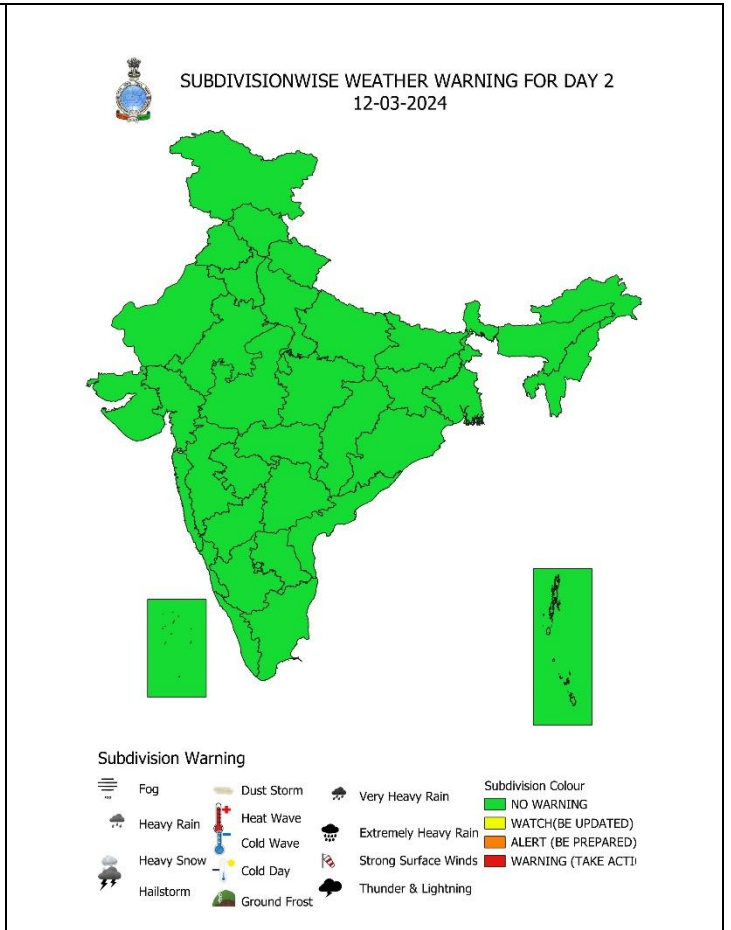 SUBDIVISIONWISE WEATHER WARNING FOR DAY 2
12-03-2024
Subdivision Warning
Fog
Heavy Rain
Heavy Snow
Hailstorm
Dust Storm
Heat Wave
Cold Wave
Cold Day
Ground Frost
Very Heavy Rain
Extremely Heavy Rain
Strong Surface Winds
Thunder & Lightning
Subdivision Colour
NO WARNING
WATCH(BE UPDATED)
ALERT (BE PREPARED)
WARNING (TAKE ACTI